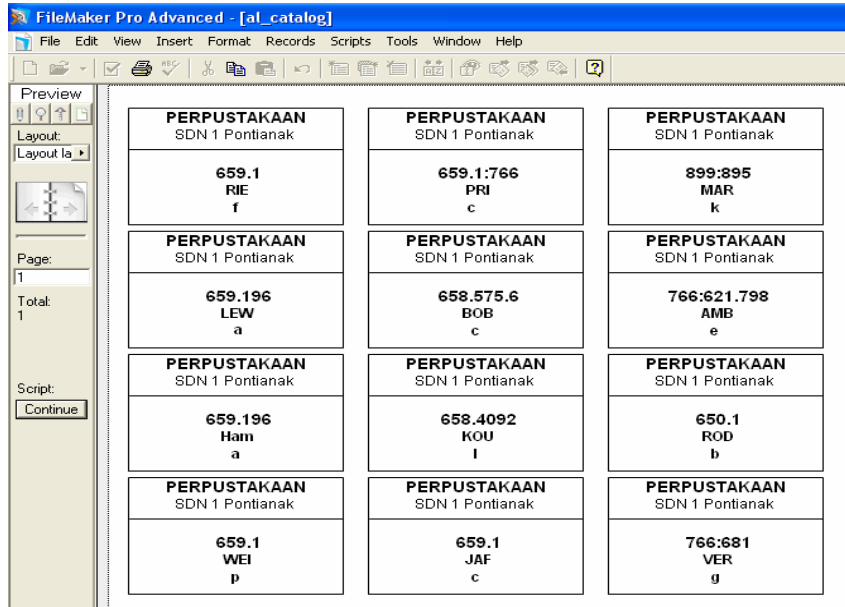 FileMaker Pro Advanced - [al_catalog]
File Edit View Insert Format Records Scripts Tools Window Help
Preview
Layout:
Layout la
Page:
1
Total:
1
Script:
Continue
PERPUSTAKAAN
SDN 1 Pontianak
659.1
RIE
f
PERPUSTAKAAN
SDN 1 Pontianak
659.1:766
PRI
c
PERPUSTAKAAN
SDN 1 Pontianak
899:895
MAR
k
PERPUSTAKAAN
SDN 1 Pontianak
659.196
LEW
a
PERPUSTAKAAN
SDN 1 Pontianak
658.575.6
BOB
c
PERPUSTAKAAN
SDN 1 Pontianak
766:621.798
AMB
e
PERPUSTAKAAN
SDN 1 Pontianak
659.196
Ham
a
PERPUSTAKAAN
SDN 1 Pontianak
658.4092
KOU
l
PERPUSTAKAAN
SDN 1 Pontianak
650.1
ROD
b
PERPUSTAKAAN
SDN 1 Pontianak
659.1
WEI
p
PERPUSTAKAAN
SDN 1 Pontianak
659.1
JAF
c
PERPUSTAKAAN
SDN 1 Pontianak
766:681
VER
g